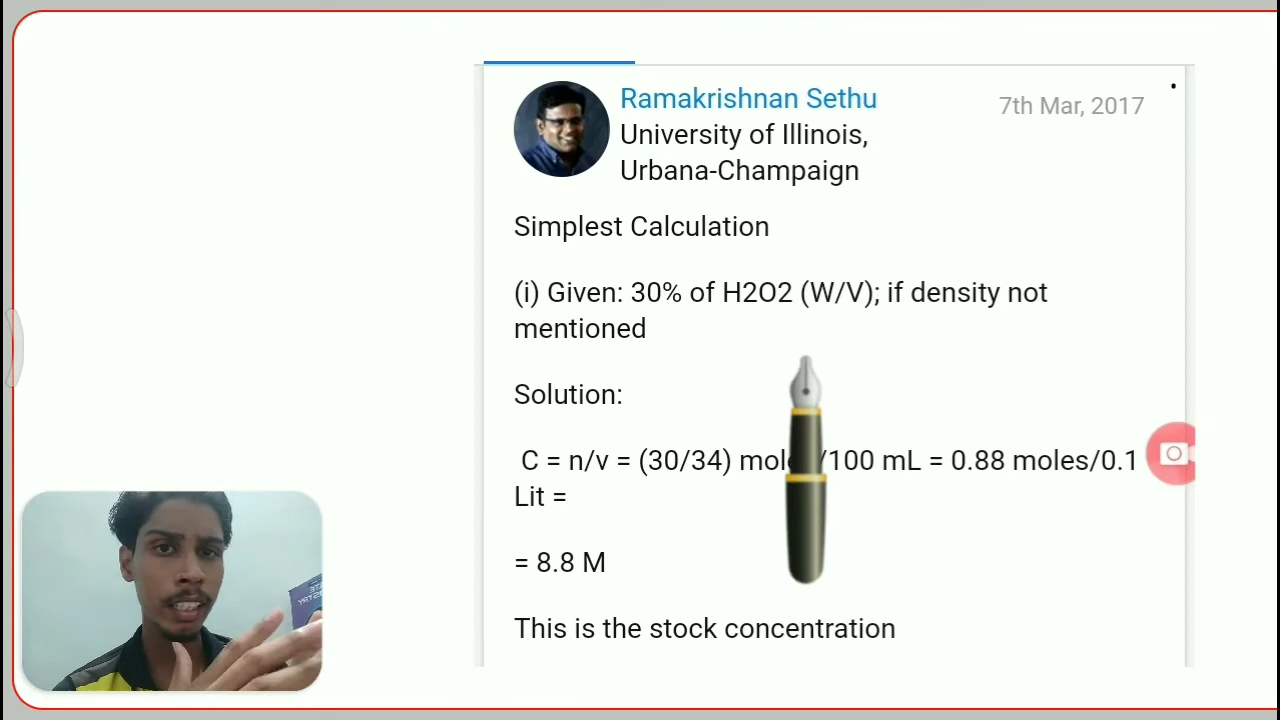 Ramakrishnan Sethu
7th Mar, 2017
University of Illinois,
Urbana-Champaign
Simplest Calculation
(i) Given: 30% of H2O2 (W/V); if density not
mentioned
Solution:
C = n/v = (30/34) /100 mL = 0.88 moles/0.1
Lit =
= 8.8 M
This is the stock concentration